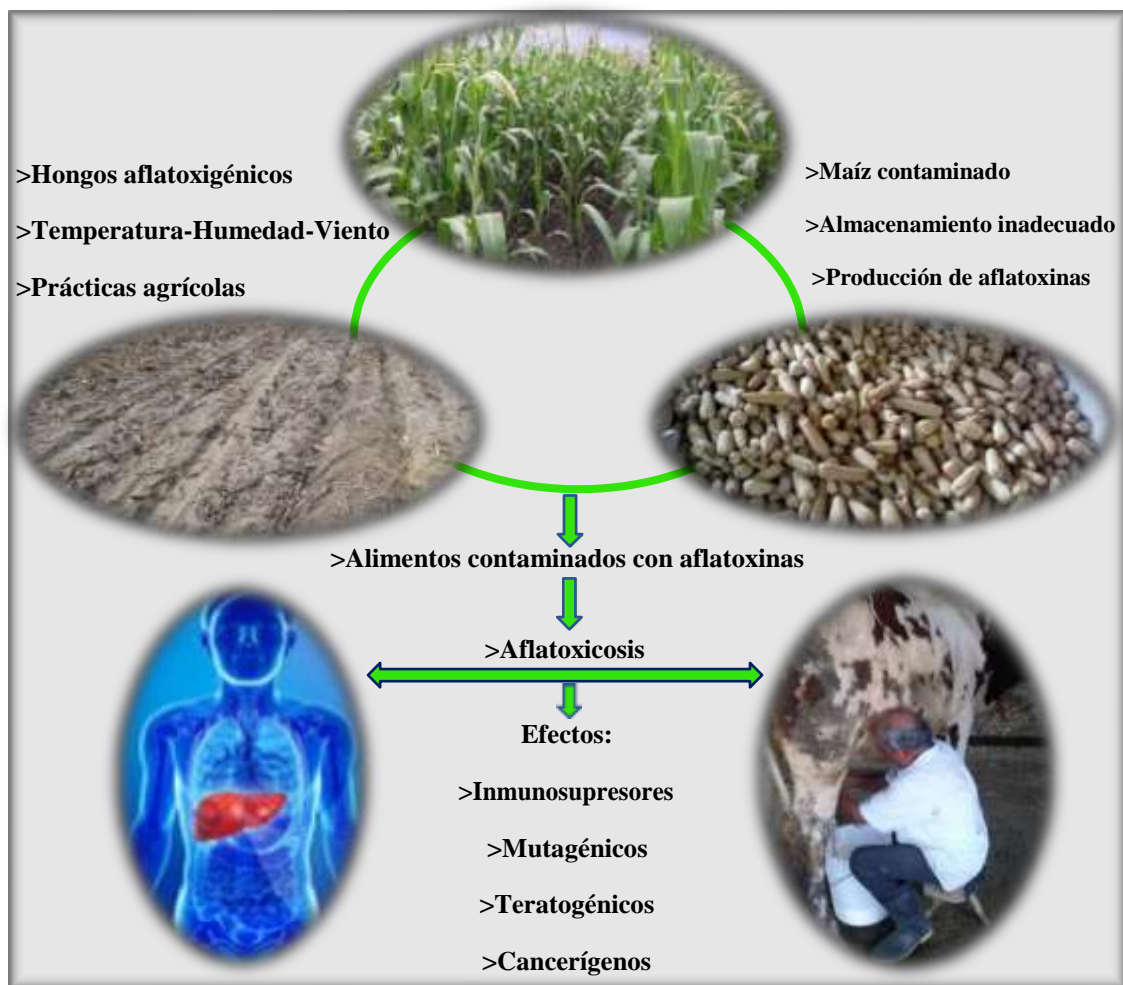 >Hongos aflatoxigénicos
>Temperatura-Humedad-Viento
>Prácticas agrícolas
>Maíz contaminado
>Almacenamiento inadecuado
>Producción de aflatoxinas
>Alimentos contaminados con aflatoxinas
>Aflatoxicosis
Efectos:
>Inmunosupresores
>Mutagénicos
>Teratogénicos
>Cancerígenos